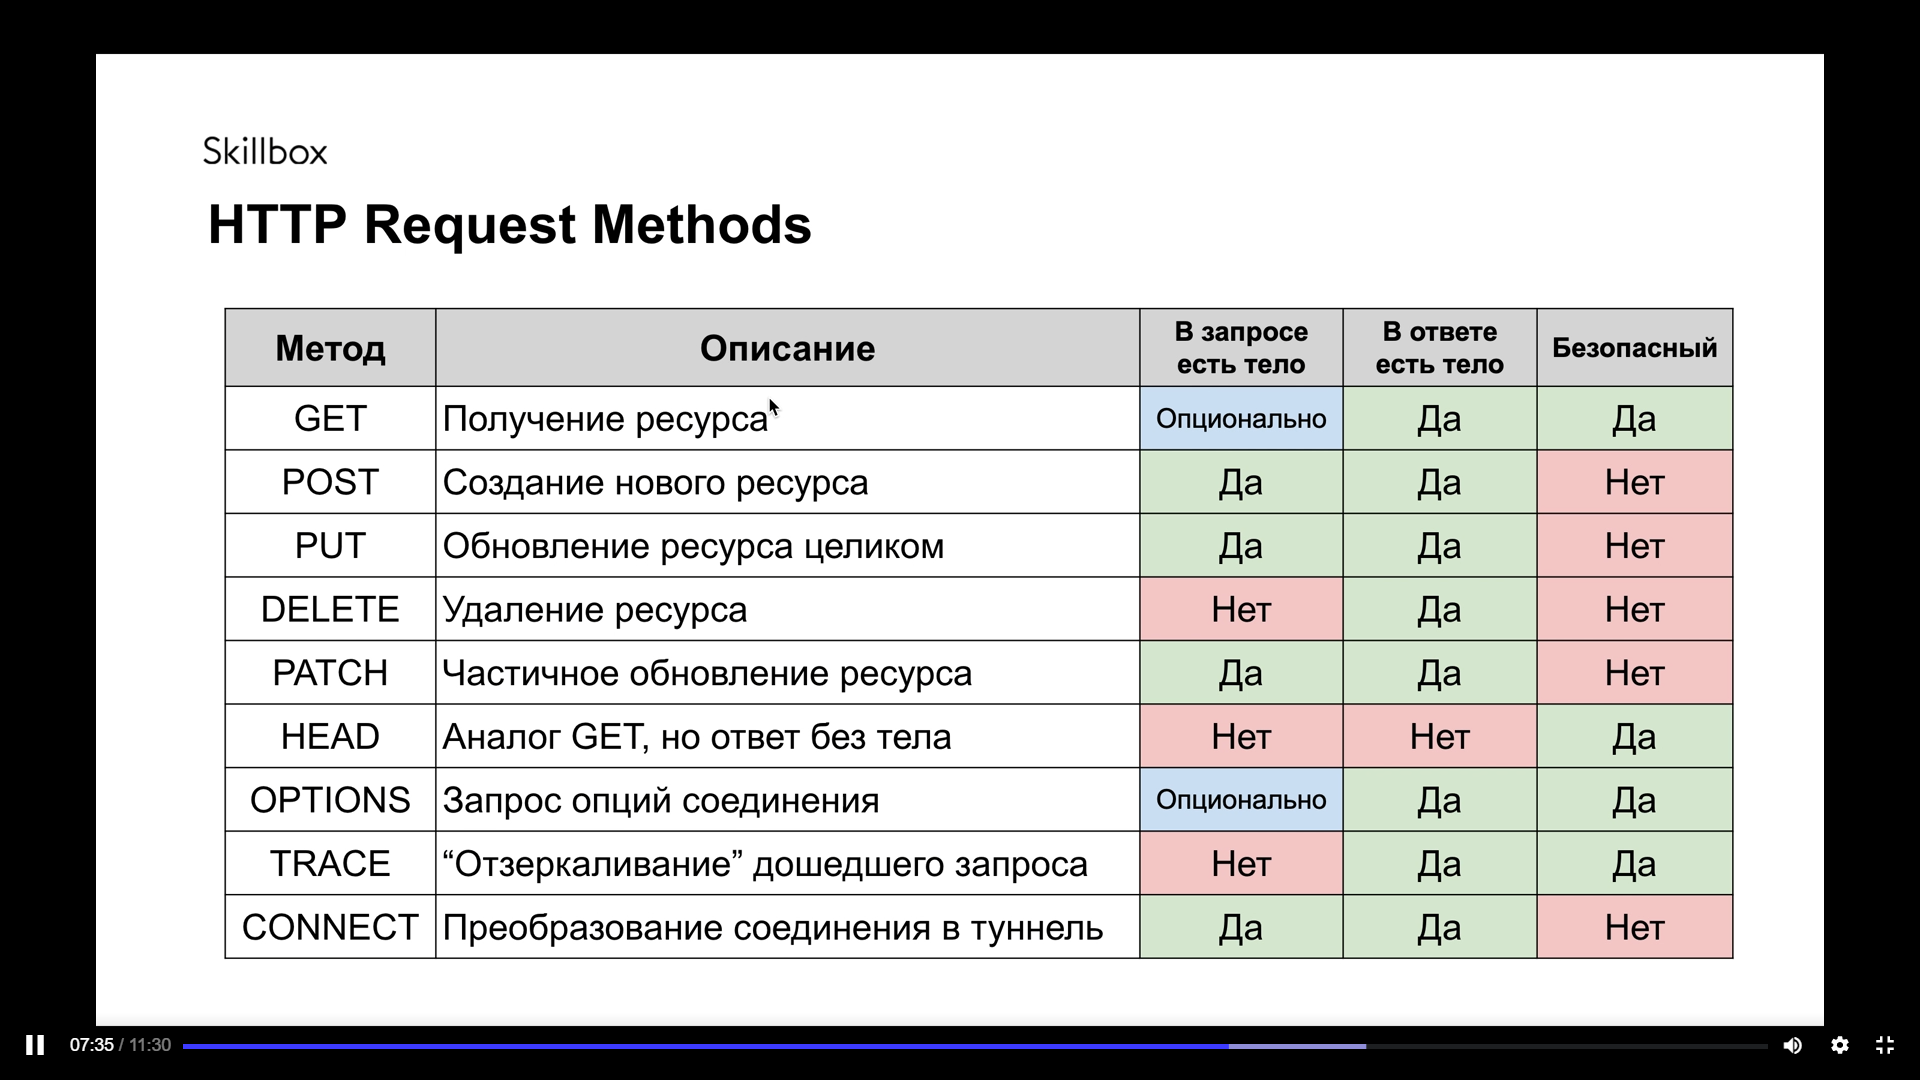 Skillbox
HTTP Request Methods
Метод Описание В запросе есть тело В ответе есть тело Безопасный
GET Получение ресурса Опционально Да Да
POST Создание нового ресурса Да Да Нет
PUT Обновление ресурса целиком Да Да Нет
DELETE Удаление ресурса Нет Да Нет
PATCH Частичное обновление ресурса Да Да Нет
HEAD Аналог GET, но ответ без тела Нет Нет Да
OPTIONS Запрос опций соединения Опционально Да Да
TRACE “Отзеркаливание” дошедшего запроса Нет Да Да
CONNECT Преобразование соединения в туннель Да Да Нет
07:35 / 11:30